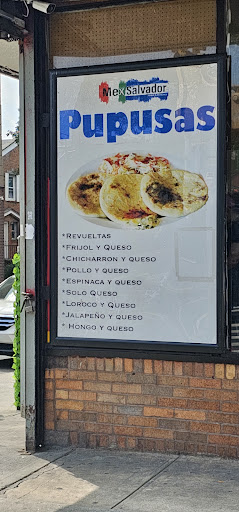 MexSalvador
Pupusas
*Revueltas
*Frijol y Queso
*Chicharron y queso
*Pollo y Queso
*Espinaca y queso
*Solo Queso
*Loroco y Queso
*Jalapeño y queso
* Hongo y queso